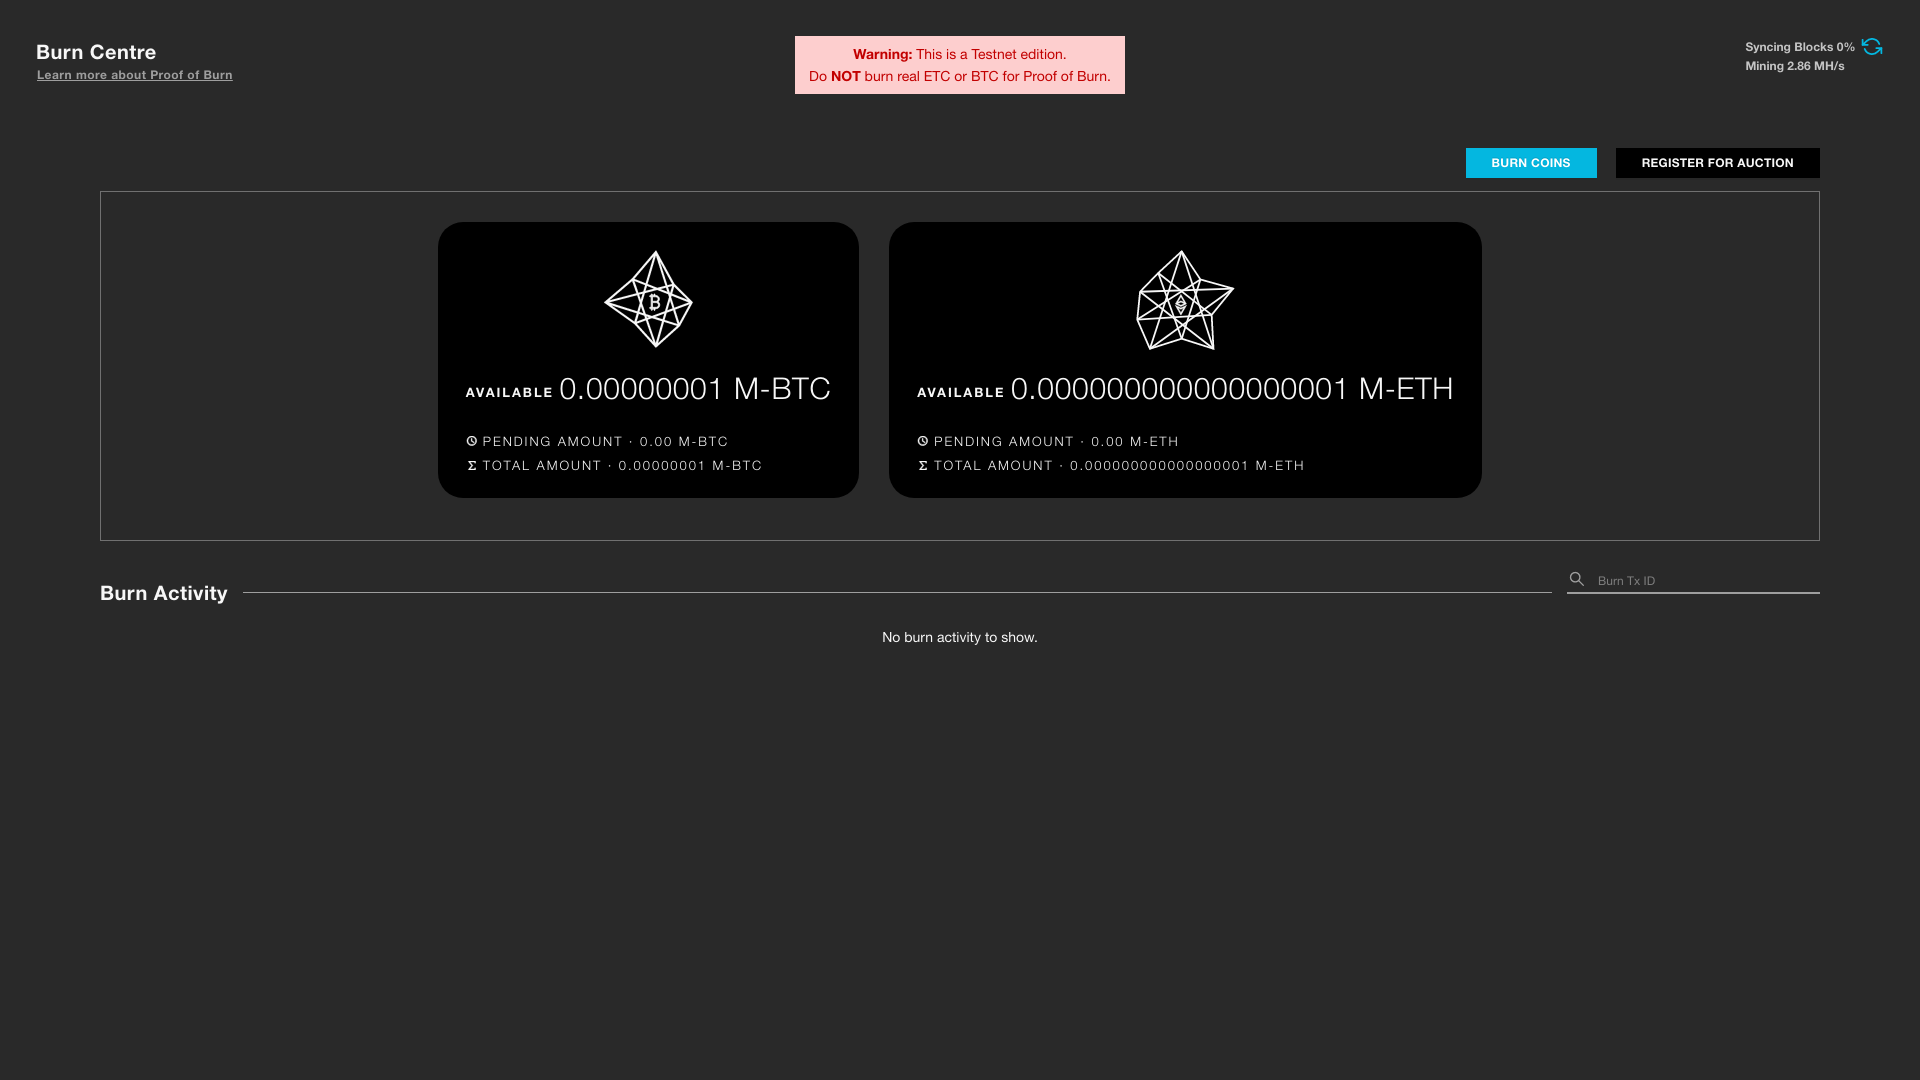 Burn Centre
Learn more about Proof of Burn
Warning: This is a Testnet edition.
Do NOT burn real ETC or BTC for Proof of Burn.
Syncing Blocks 0%
Mining 2.86 MH/s
BURN COINS
REGISTER FOR AUCTION
AVAILABLE 0.00000001 M-BTC
PENDING AMOUNT · 0.00 M-BTC
Σ TOTAL AMOUNT · 0.00000001 M-BTC
AVAILABLE 0.000000000000000001 M-ETH
PENDING AMOUNT · 0.00 M-ETH
Σ TOTAL AMOUNT · 0.000000000000000001 M-ETH
Burn Activity
Burn Tx ID
No burn activity to show.